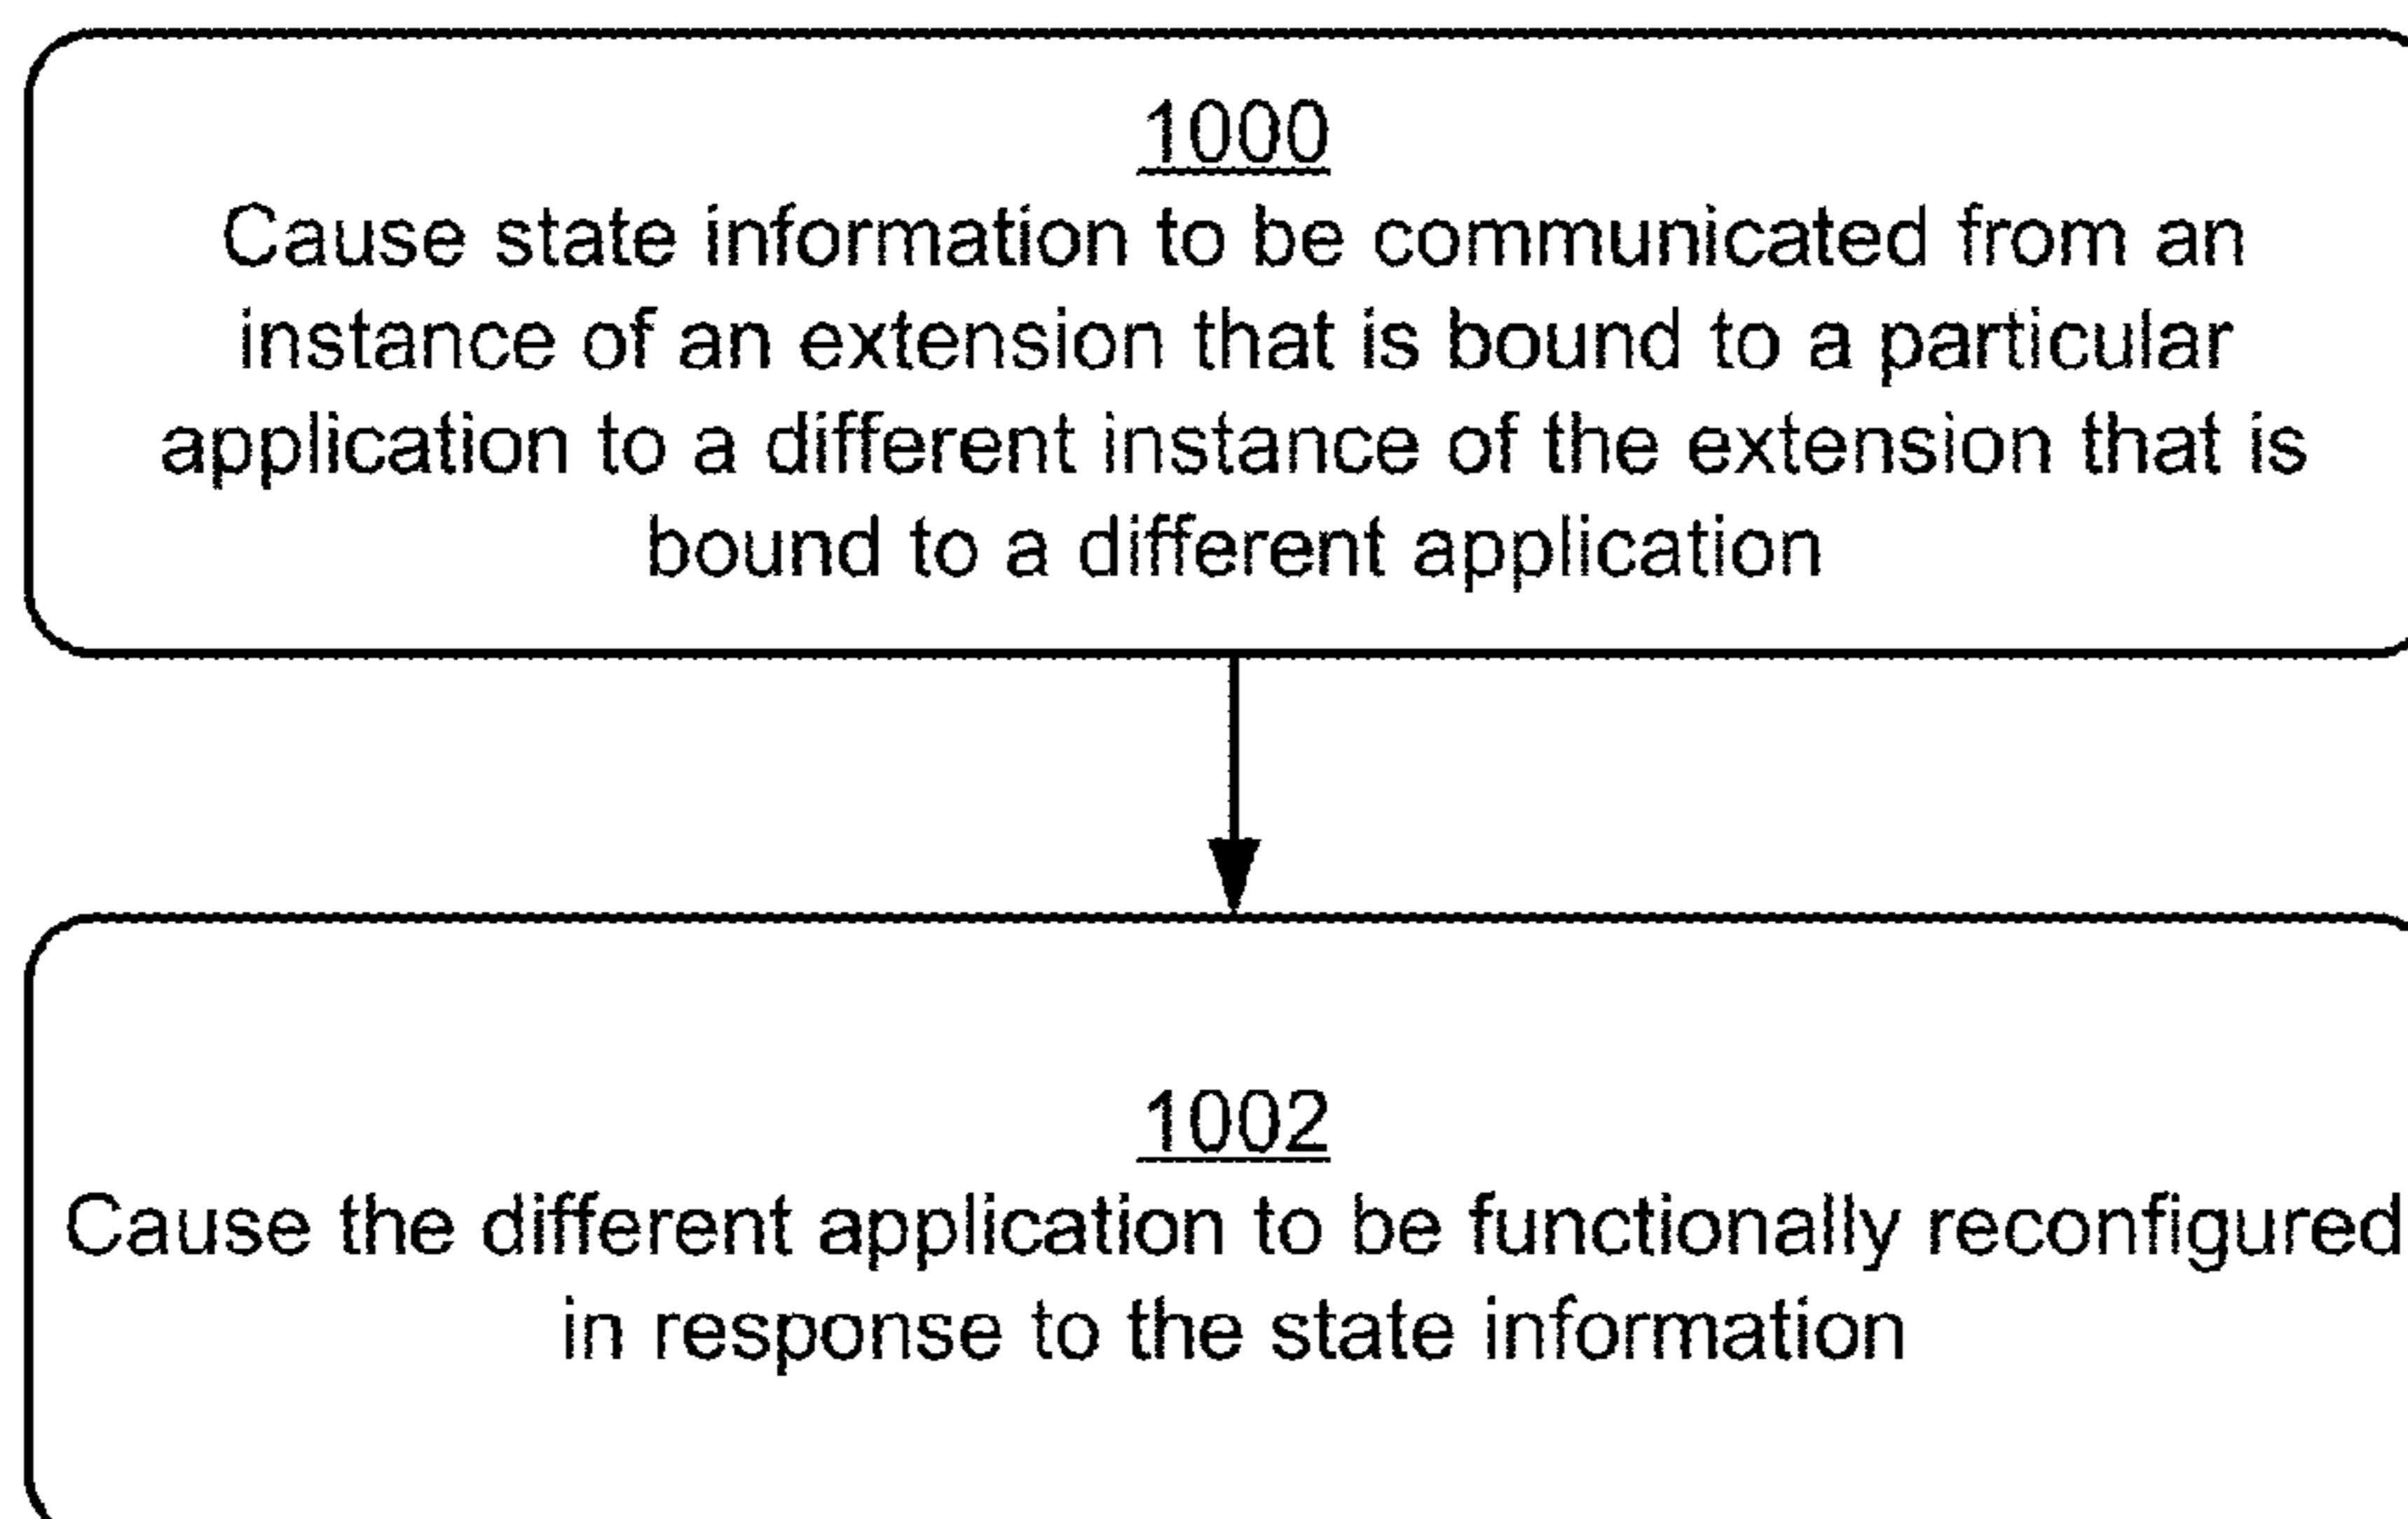 1000
Cause state information to be communicated from an
instance of an extension that is bound to a particular
application to a different instance of the extension that is
bound to a different application
1002
Cause the different application to be functionally reconfigured
in response to the state information